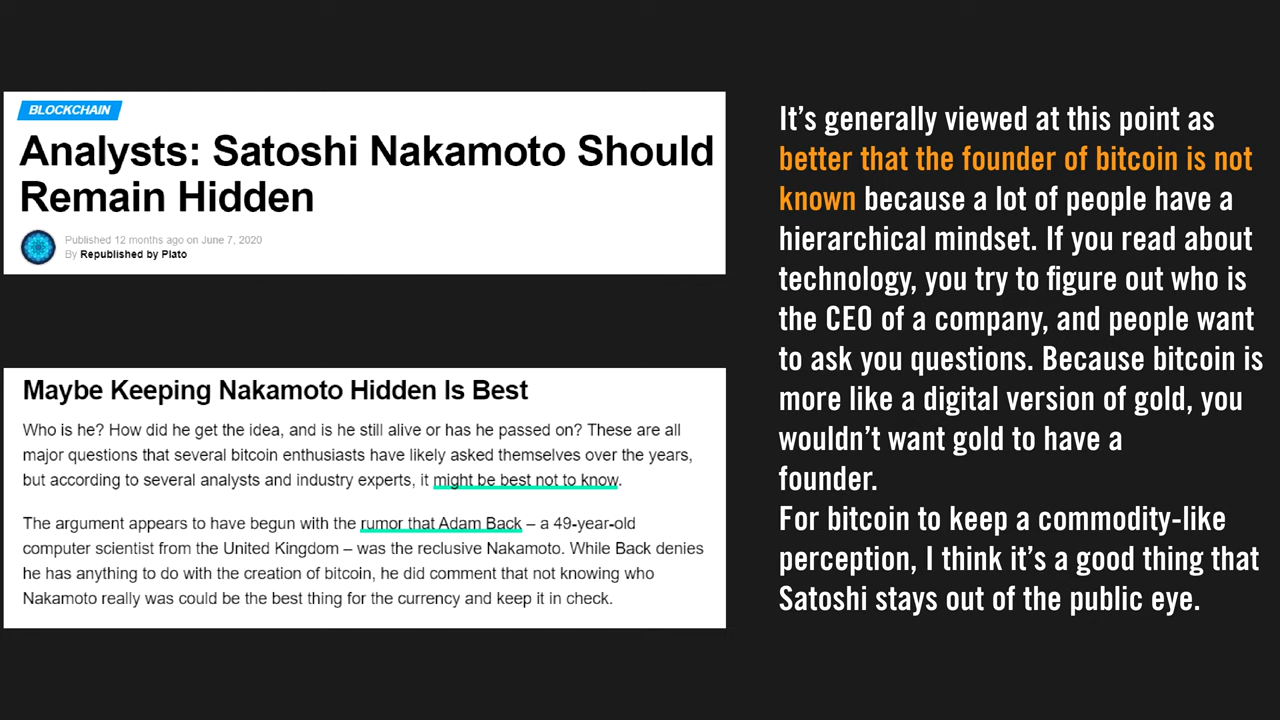 BLOCKCHAIN
Analysts: Satoshi Nakamoto Should
Remain Hidden
Published 12 months ago on June 7, 2020
By Republished by Plato
Maybe Keeping Nakamoto Hidden Is Best
Who is he? How did he get the idea, and is he still alive or has he passed on? These are all
major questions that several bitcoin enthusiasts have likely asked themselves over the years,
but according to several analysts and industry experts, it might be best not to know.
The argument appears to have begun with the rumor that Adam Back – a 49-year-old
computer scientist from the United Kingdom – was the reclusive Nakamoto. While Back denies
he has anything to do with the creation of bitcoin, he did comment that not knowing who
Nakamoto really was could be the best thing for the currency and keep it in check.
It's generally viewed at this point as
better that the founder of bitcoin is not
known because a lot of people have a
hierarchical mindset. If you read about
technology, you try to figure out who is
the CEO of a company, and people want
to ask you questions. Because bitcoin is
more like a digital version of gold, you
wouldn't want gold to have a
founder.
For bitcoin to keep a commodity-like
perception, I think it's a good thing that
Satoshi stays out of the public eye.